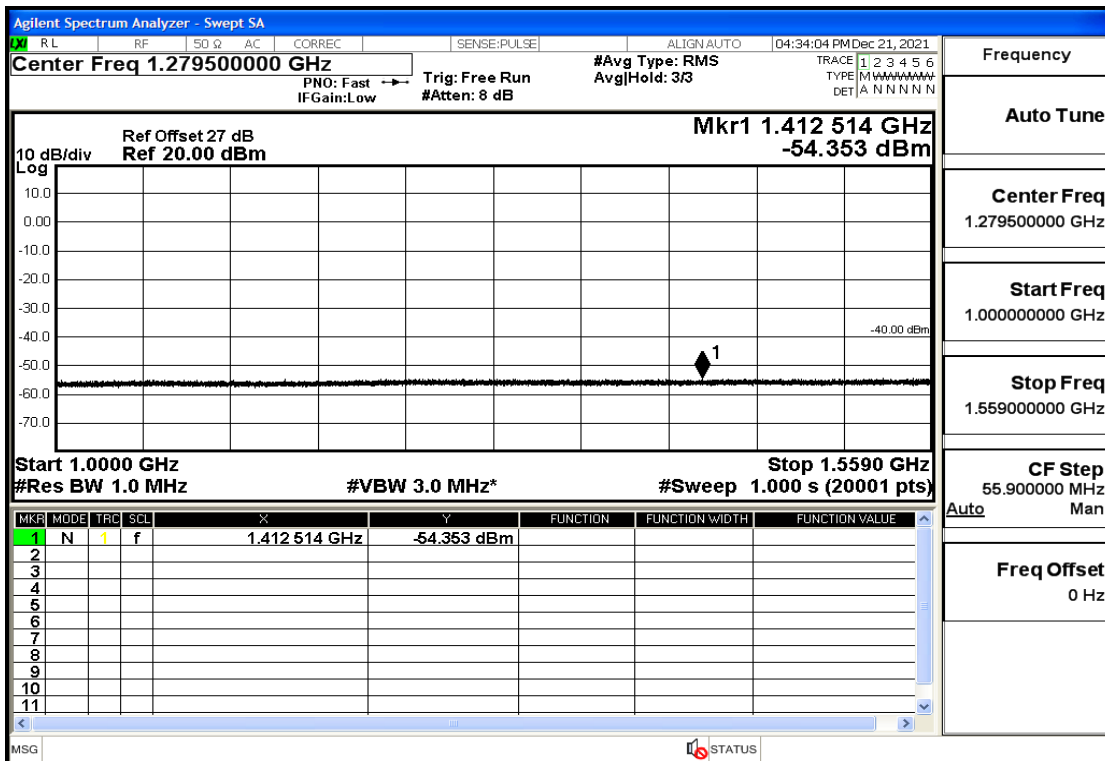 Agilent Spectrum Analyzer - Swept SA
LXI RL RF 50 Ω AC CORREC SENSE:PULSE ALIGN AUTO 04:34:04 PM Dec 21, 2021
Center Freq 1.279500000 GHz
PNO: Fast
IFGain:Low
Trig: Free Run
#Atten: 8 dB
#Avg Type: RMS
Avg|Hold: 3/3
TRACE 1 2 3 4 5 6
TYPE M W W W W W
DET A N N N N N
Ref Offset 27 dB
Ref 20.00 dBm
10 dB/div
Log
Mkr1 1.412 514 GHz
-54.353 dBm
10.0
0.00
-10.0
-20.0
-30.0
-40.0
-50.0
-60.0
-70.0
-40.00 dBm
1
Start 1.0000 GHz
Stop 1.5590 GHz
#Res BW 1.0 MHz
#VBW 3.0 MHz*
#Sweep 1.000 s (20001 pts)
MKR MODE TRC SCL X Y FUNCTION FUNCTION WIDTH FUNCTION VALUE
1 N 1 f 1.412 514 GHz -54.353 dBm
2
3
4
5
6
7
8
9
10
11
MSG
STATUS
Frequency
Auto Tune
Center Freq
1.279500000 GHz
Start Freq
1.000000000 GHz
Stop Freq
1.559000000 GHz
CF Step
55.900000 MHz
Auto Man
Freq Offset
0 Hz